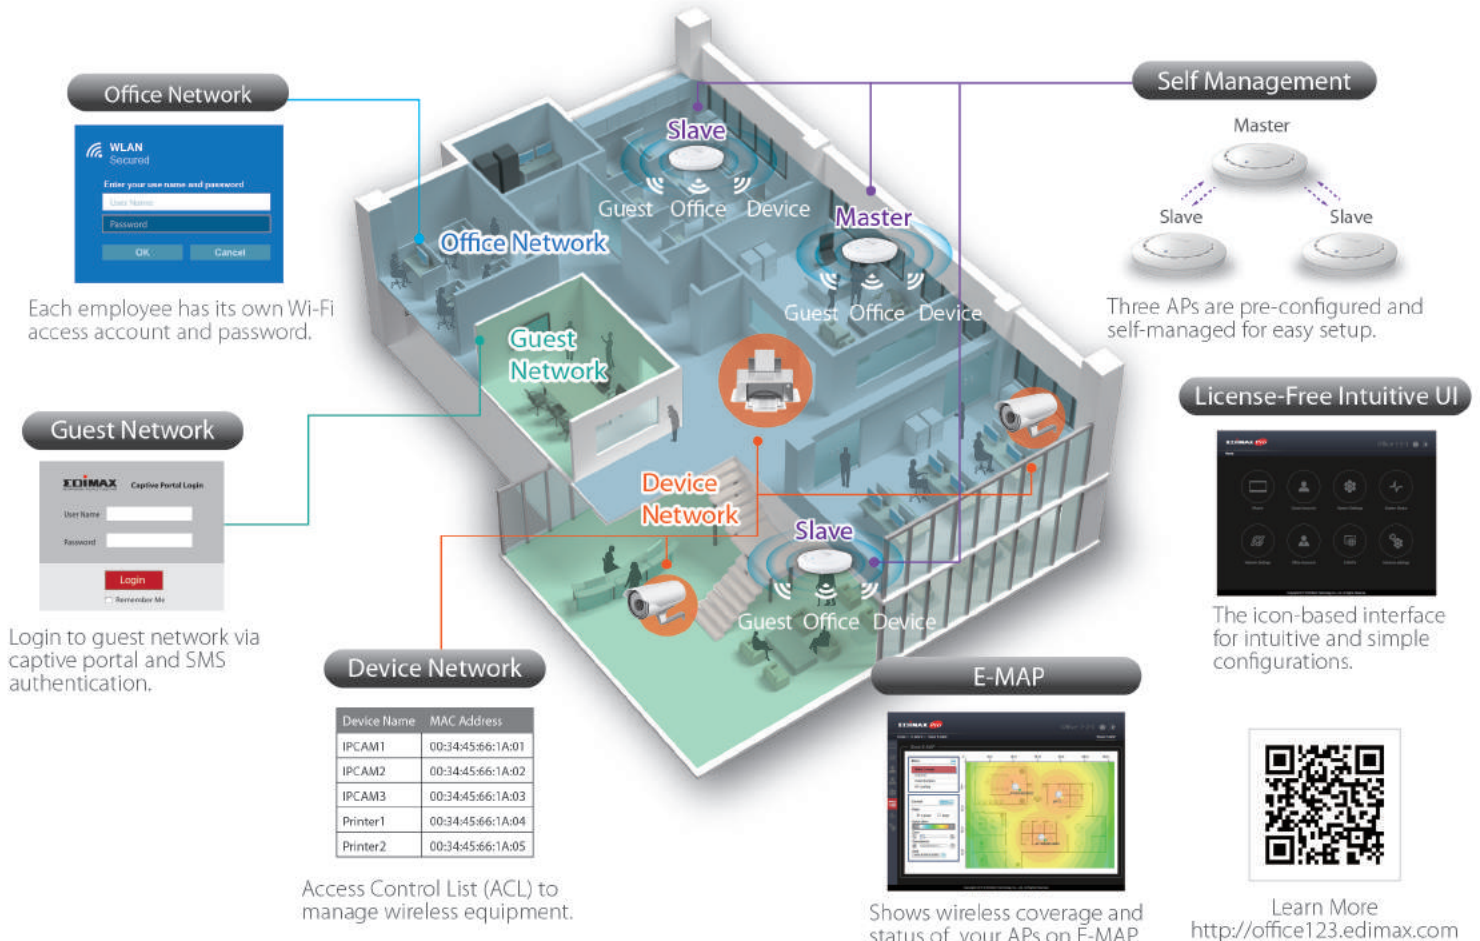 Office Network
WLAN
Secured
Enter your use name and password
User Name
Password
OK
Cancel
Each employee has its own Wi-Fi
access account and password.
Guest Network
EDIMAX
Captive Portal Login
User Name
Password
Login
Remember Me
Login to guest network via
captive portal and SMS
authentication.
Slave
Guest Office Device
Office Network
Master
Guest Office Device
Guest
Network
Device
Network
Slave
Guest Office Device
Device Network
Device Name MAC Address
IPCAM1 00:34:45:66:1A:01
IPCAM2 00:34:45:66:1A:02
IPCAM3 00:34:45:66:1A:03
Printer1 00:34:45:66:1A:04
Printer2 00:34:45:66:1A:05
Access Control List (ACL) to
manage wireless equipment.
Self Management
Master
Slave
Slave
Three APs are pre-configured and
self-managed for easy setup.
License-Free Intuitive UI
EDIMAX Pro
The icon-based interface
for intuitive and simple
configurations.
E-MAP
EDIMAX Pro
Shows wireless coverage and
status of your APs on E-MAP
Learn More
http://office123.edimax.com